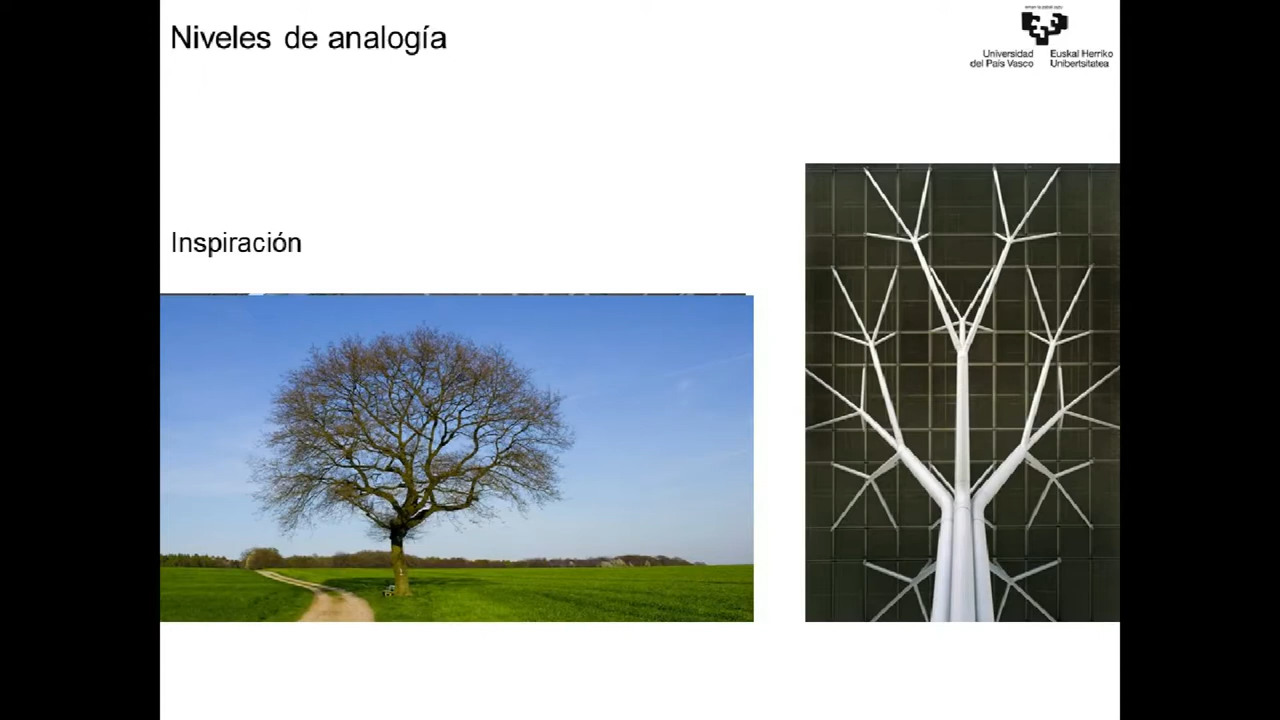 Niveles de analogía
Universidad del País Vasco
Euskal Herriko Unibertsitatea
Inspiración